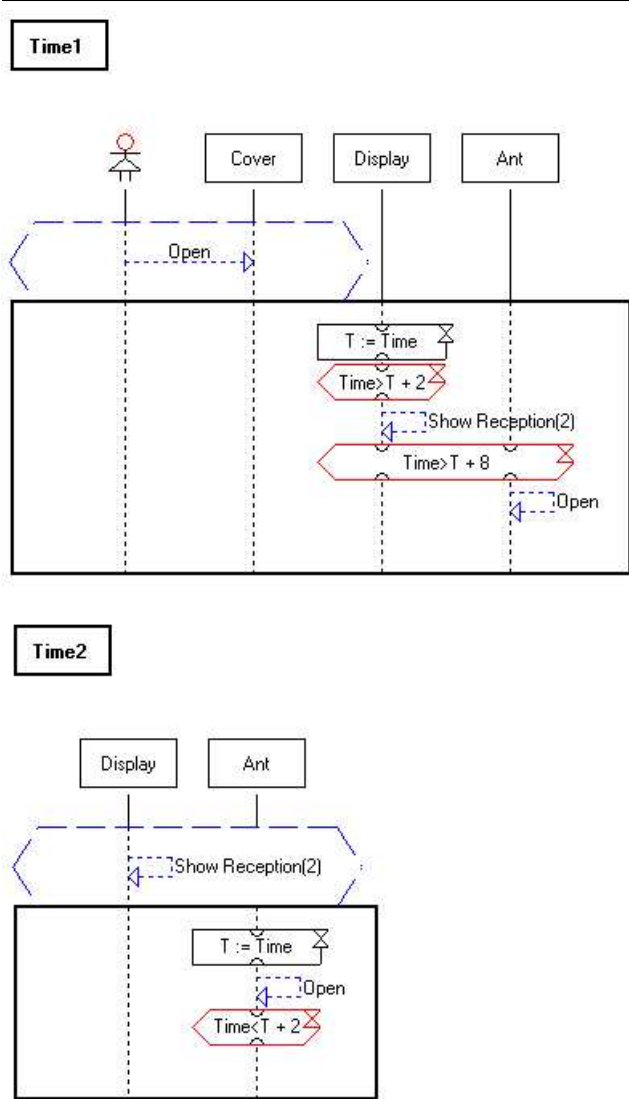 Time1
Cover Display Ant
Open
T := Time
Time>T + 2
Show Reception(2)
Time>T + 8
Open
Time2
Display Ant
Show Reception(2)
T := Time
Open
Time<T + 2